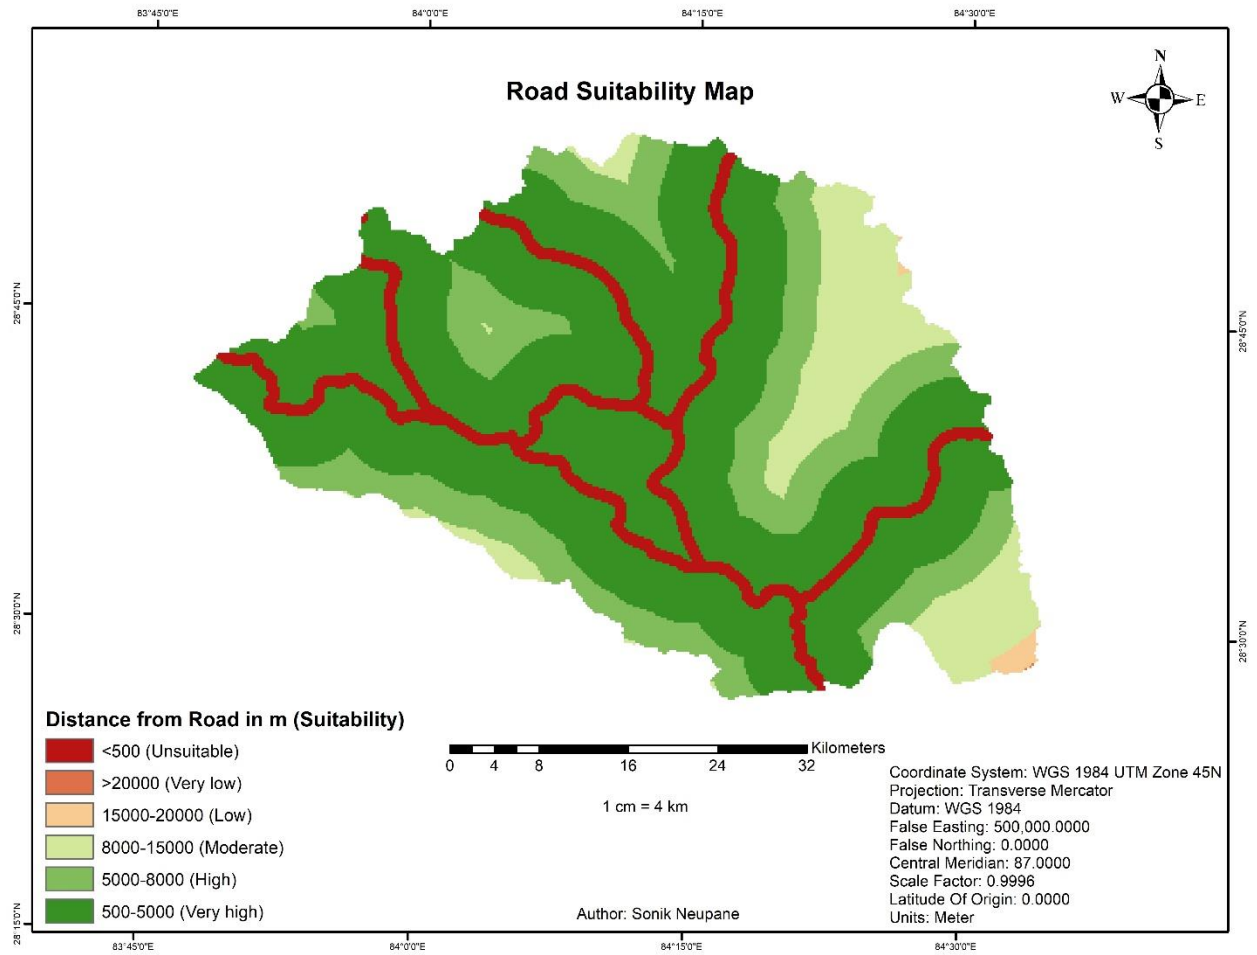 83°45'0"E 84°0'0"E 84°15'0"E 84°30'0"E
Road Suitability Map
N
W E
S
28°45'0"N 28°45'0"N
28°30'0"N 28°30'0"N
28°15'0"N
Distance from Road in m (Suitability)
<500 (Unsuitable)
>20000 (Very low)
15000-20000 (Low)
8000-15000 (Moderate)
5000-8000 (High)
500-5000 (Very high)
Kilometers
0 4 8 16 24 32
1 cm = 4 km
Author: Sonik Neupane
Coordinate System: WGS 1984 UTM Zone 45N
Projection: Transverse Mercator
Datum: WGS 1984
False Easting: 500,000.0000
False Northing: 0.0000
Central Meridian: 87.0000
Scale Factor: 0.9996
Latitude Of Origin: 0.0000
Units: Meter
83°45'0"E 84°0'0"E 84°15'0"E 84°30'0"E